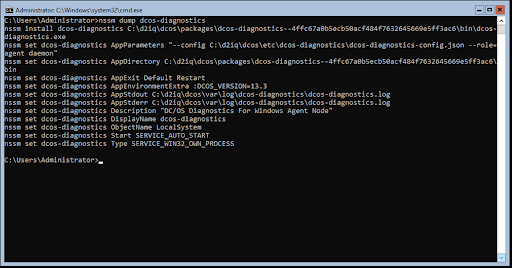 Administrator C:\Windows\system32\cmd.exe
C:\Users\Administrator>nssm dump dcos-diagnostics
nssm install dcos-diagnostics C:\d2iq\dcos\packages\dcos-diagnostics--4ffc67a0b5ecb50acf484f7632645669e5ff3ac6\bin\dcos-
diagnostics.exe
nssm set dcos-diagnostics AppParameters "--config C:\d2iq\dcos\etc\dcos-diagnostics\dcos-diagnostics-config.json --role=
agent daemon"
nssm set dcos-diagnostics AppDirectory C:\d2iq\dcos\packages\dcos-diagnostics--4ffc67a0b5ecb50acf484f7632645669e5ff3ac6\
bin
nssm set dcos-diagnostics AppExit Default Restart
nssm set dcos-diagnostics AppEnvironmentExtra :DCOS_VERSION=13.3
nssm set dcos-diagnostics AppStdout C:\d2iq\dcos\var\log\dcos-diagnostics\dcos-diagnostics.log
nssm set dcos-diagnostics AppStderr C:\d2iq\dcos\var\log\dcos-diagnostics\dcos-diagnostics.log
nssm set dcos-diagnostics Description "DC/OS Diagnostics For Windows Agent Node"
nssm set dcos-diagnostics DisplayName dcos-diagnostics
nssm set dcos-diagnostics ObjectName LocalSystem
nssm set dcos-diagnostics Start SERVICE_AUTO_START
nssm set dcos-diagnostics Type SERVICE_WIN32_OWN_PROCESS
C:\Users\Administrator>_